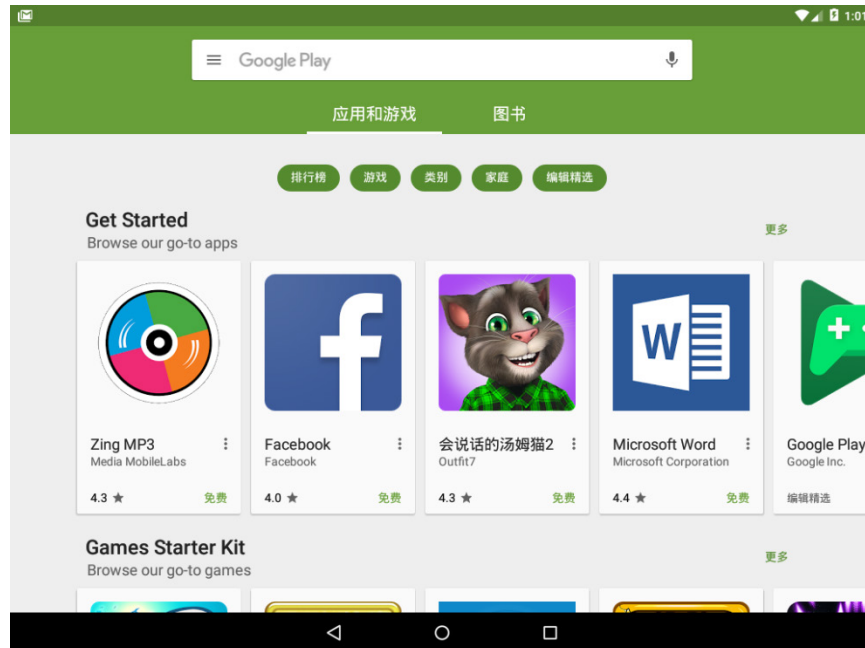 1:01
Google Play
应用和游戏 图书
排行榜 游戏 类别 家庭 编辑精选
Get Started
更多
Browse our go-to apps
f
W
Zing MP3
Media MobileLabs
4.3 ★ 免费
Facebook
Facebook
4.0 ★ 免费
会说话的汤姆猫2
Outfit7
4.3 ★ 免费
Microsoft Word
Microsoft Corporation
4.4 ★ 免费
Google Play
Google Inc.
编辑精选
Games Starter Kit
更多
Browse our go-to games